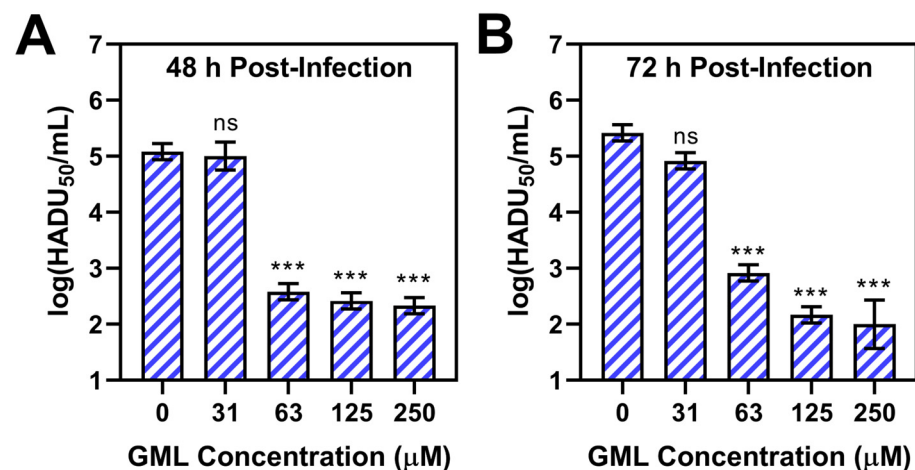 A
48 h Post-Infection
log(HADU50/mL)
7
6
5
4
3
2
1
ns
***
***
***
0 31 63 125 250
GML Concentration (μM)
B
72 h Post-Infection
log(HADU50/mL)
7
6
5
4
3
2
1
ns
***
***
***
0 31 63 125 250
GML Concentration (μM)